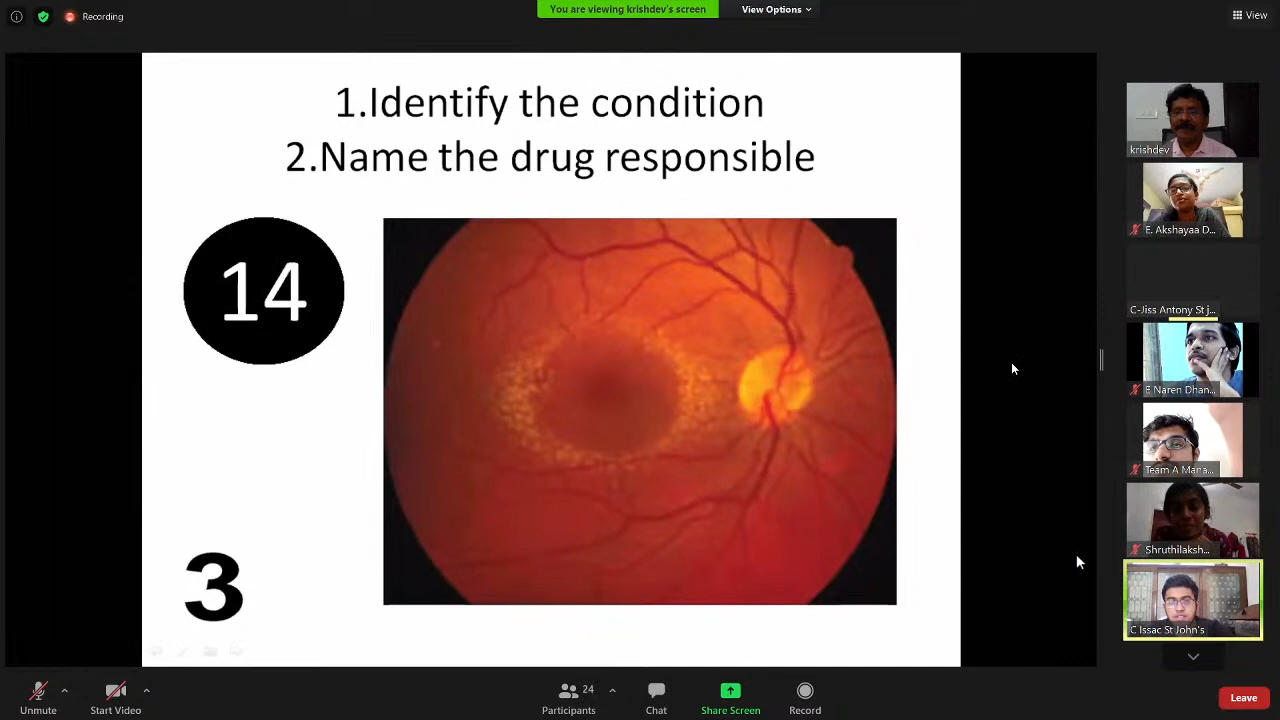 Recording
You are viewing krishdev's screen
View Options
View
1.Identify the condition
2.Name the drug responsible
14
3
krishdev
E. Akshayaa D...
C-Jiss Antony St j...
E Naren Dhan...
Team A Mana...
Shruthilaksh...
C Issac St John's
Unmute
Start Video
24
Participants
Chat
Share Screen
Record
Leave